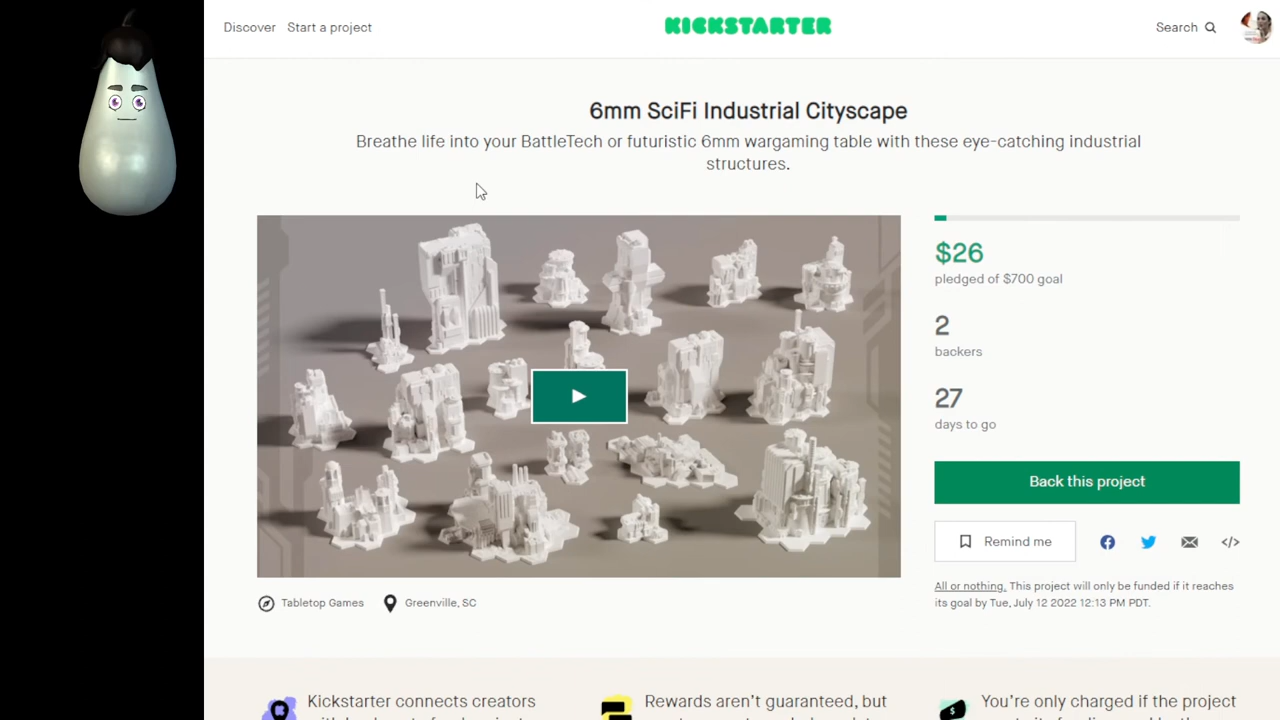 Discover Start a project
KICKSTARTER
Search
6mm SciFi Industrial Cityscape
Breathe life into your BattleTech or futuristic 6mm wargaming table with these eye-catching industrial
structures.
$26
pledged of $700 goal
2
backers
27
days to go
Back this project
Remind me
All or nothing. This project will only be funded if it reaches
its goal by Tue, July 12 2022 12:13 PM PDT.
Tabletop Games Greenville, SC
Kickstarter connects creators
Rewards aren't guaranteed, but
You're only charged if the project